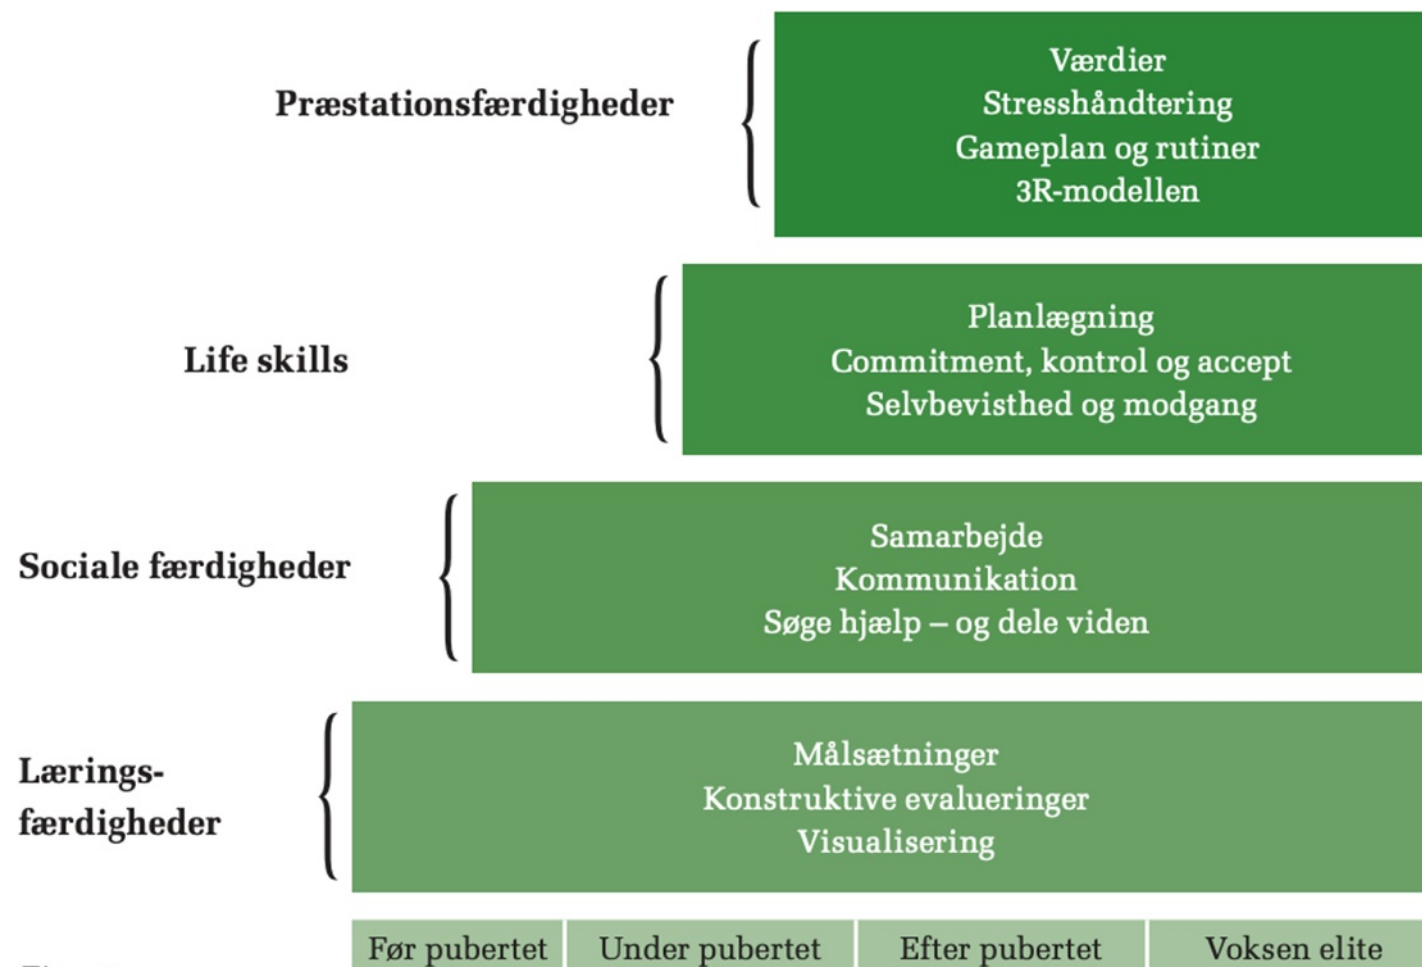 Præstationsfærdigheder
Værdier
Stresshåndtering
Gameplan og rutiner
3R-modellen
Life skills
Planlægning
Commitment, kontrol og accept
Selvbevisthed og modgang
Sociale færdigheder
Samarbejde
Kommunikation
Søge hjælp – og dele viden
Lærings-
færdigheder
Målsætninger
Konstruktive evalueringer
Visualisering
Før pubertet
Under pubertet
Efter pubertet
Voksen elite